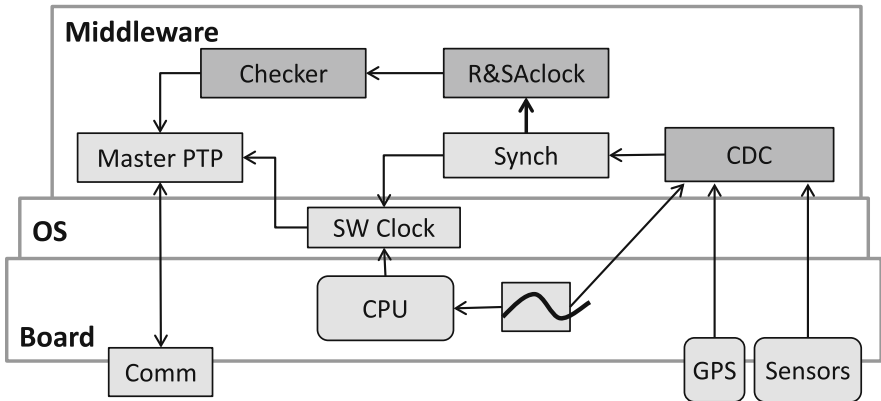 Middleware
Checker
R&SAclock
Master PTP
Synch
CDC
OS
SW Clock
CPU
Board
Comm
GPS
Sensors